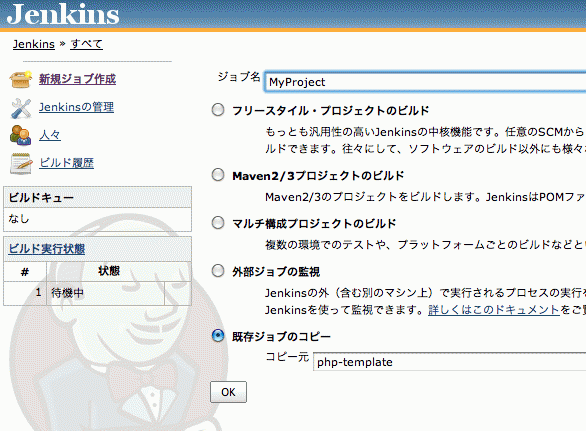 Jenkins
Jenkins » すべて
新規ジョブ作成
Jenkinsの管理
人々
ビルド履歴
ビルドキュー
なし
ビルド実行状態
# 状態
1 待機中
ジョブ名 MyProject
フリースタイル・プロジェクトのビルド
もっとも汎用性の高いJenkinsの中核機能です。任意のSCMから
ルドできます。往々にして、ソフトウェアのビルド以外にも様々な
Maven2/3プロジェクトのビルド
Maven2/3のプロジェクトをビルドします。JenkinsはPOMファ
マルチ構成プロジェクトのビルド
複数の環境でのテストや、プラットフォームごとのビルドなどと
外部ジョブの監視
Jenkinsの外（含む別のマシン上）で実行されるプロセスの実行を
Jenkinsを使って監視できます。詳しくはこのドキュメントをご
既存ジョブのコピー
コピー元 php-template
OK